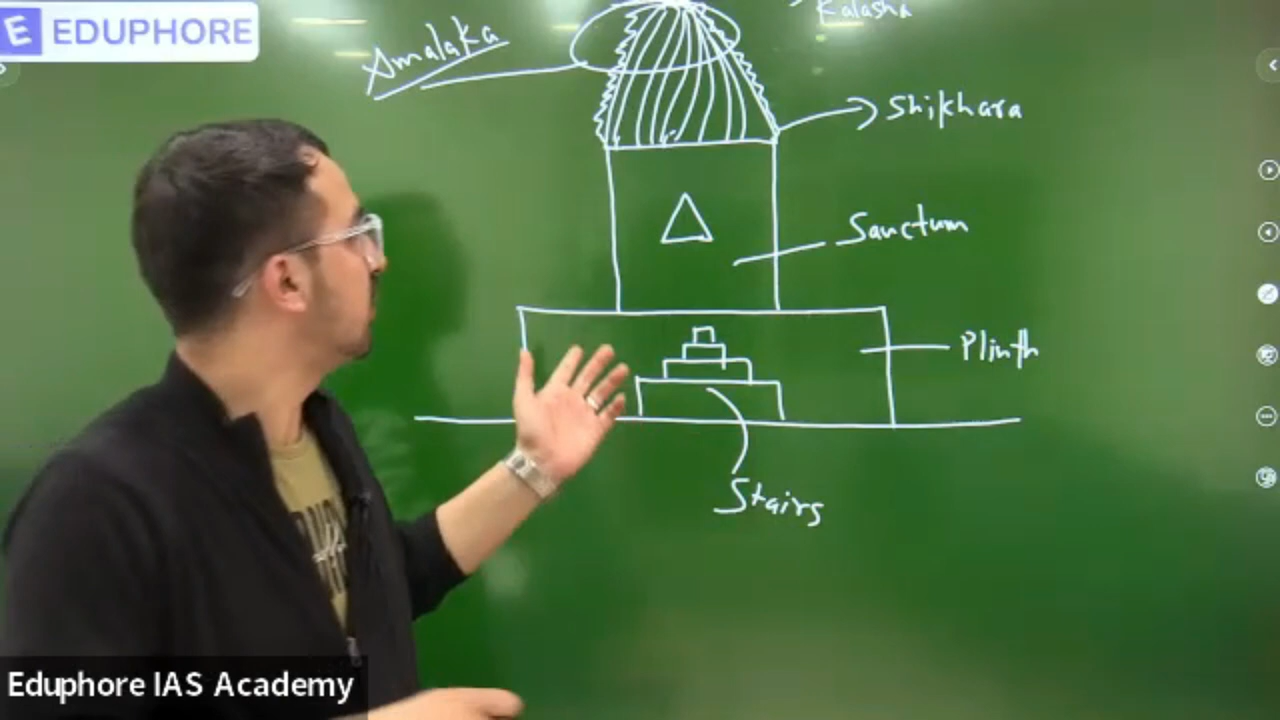 E EDUPHORE
Kalasha
Amalaka
Shikhara
Sanctum
Plinth
Stairs
Eduphore IAS Academy